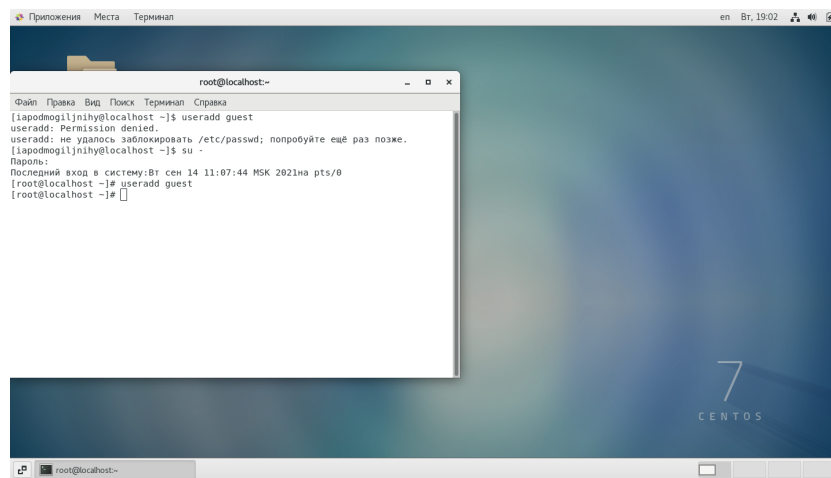 Приложения Места Терминал en Вт, 19:02
root@localhost:~
Файл Правка Вид Поиск Терминал Справка
[iapodmogiljnihy@localhost ~]$ useradd guest
useradd: Permission denied.
useradd: не удалось заблокировать /etc/passwd; попробуйте ещё раз позже.
[iapodmogiljnihy@localhost ~]$ su -
Пароль:
Последний вход в систему:Вт сен 14 11:07:44 MSK 2021на pts/0
[root@localhost ~]# useradd guest
[root@localhost ~]#
7
CENTOS
root@localhost:~